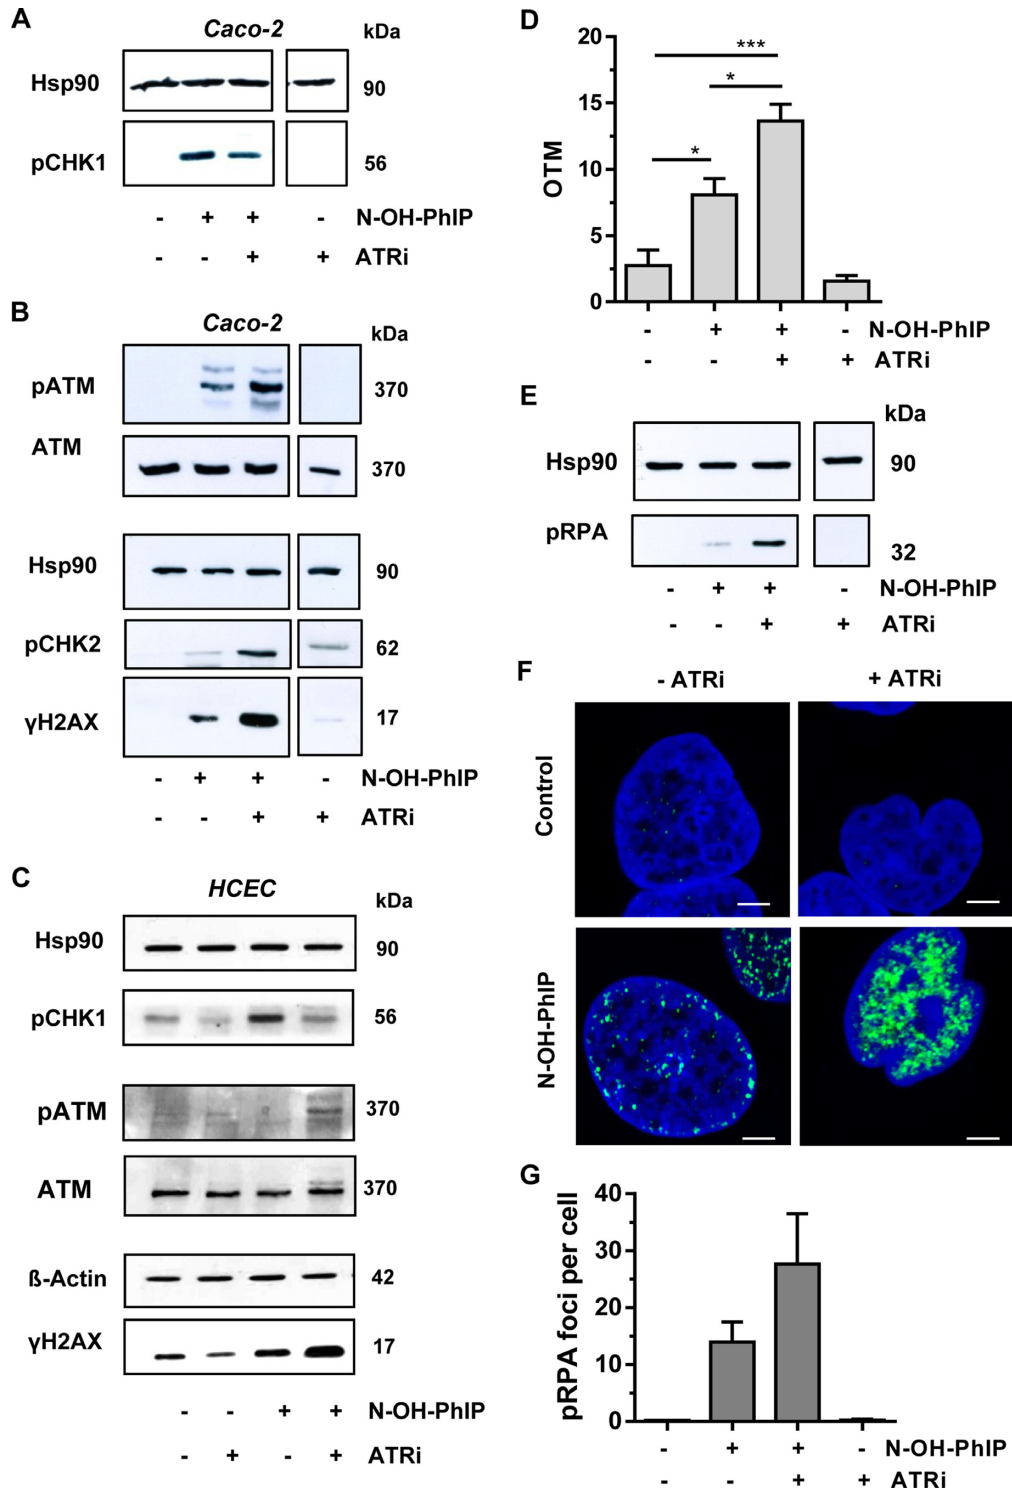 A
Caco-2
kDa
Hsp90
90
pCHK1
56
- + + - N-OH-PhIP
- - + + ATRi
B
Caco-2
kDa
pATM
370
ATM
370
Hsp90
90
pCHK2
62
γH2AX
17
- + + - N-OH-PhIP
- - + + ATRi
C
HCEC
kDa
Hsp90
90
pCHK1
56
pATM
370
ATM
370
ß-Actin
42
γH2AX
17
- - + + N-OH-PhIP
- + - + ATRi
D
OTM
20
15
10
5
0
***
*
*
- + + - N-OH-PhIP
- - + + ATRi
E
kDa
Hsp90
90
pRPA
32
- + + - N-OH-PhIP
- - + + ATRi
F
- ATRi
+ ATRi
Control
N-OH-PhIP
G
pRPA foci per cell
40
30
20
10
0
- + + - N-OH-PhIP
- - + + ATRi